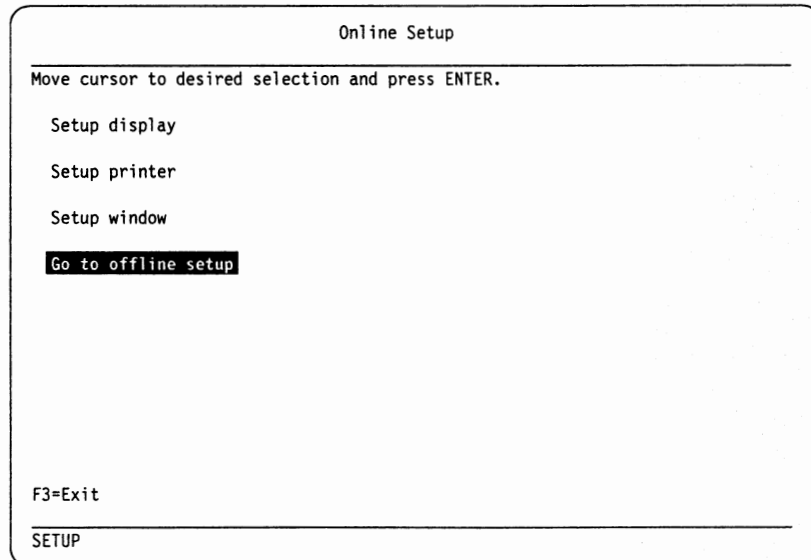 Online Setup
Move cursor to desired selection and press ENTER.
Setup display
Setup printer
Setup window
Go to offline setup
F3=Exit
SETUP